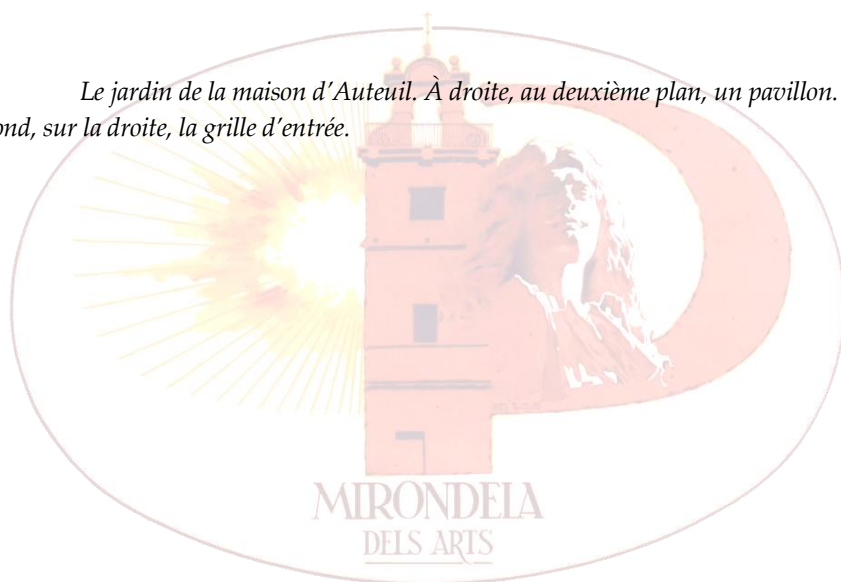 Le jardin de la maison d'Auteuil. À droite, au deuxième plan, un pavillon.
ond, sur la droite, la grille d'entrée.
MIRONDELA
DELS ARTS